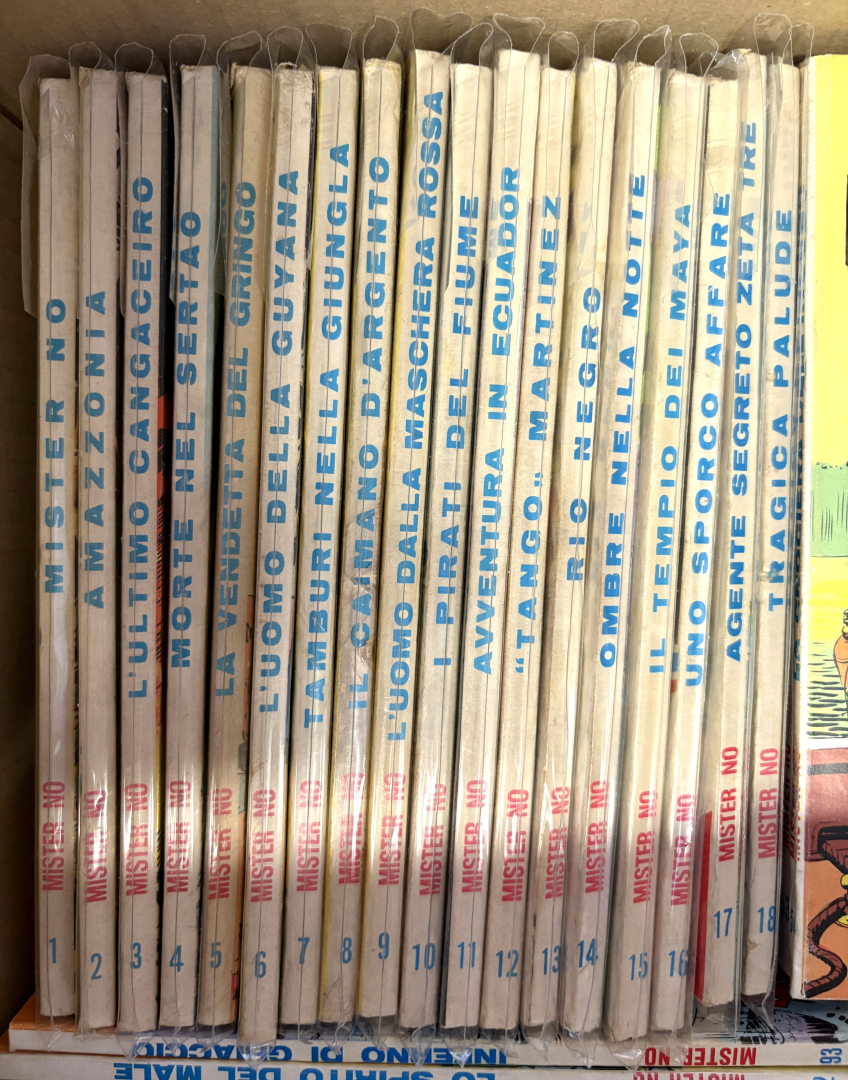 MISTER NO MISTER NO 1
AMAZZONIA MISTER NO 2
L'ULTIMO CANGACEIRO MISTER NO 3
MORTE NEL SERTAO MISTER NO 4
LA VENDETTA DEL GRINGO MISTER NO 5
L'UOMO DELLA GUYANA MISTER NO 6
TAMBURI NELLA GIUNGLA MISTER NO 7
IL CAIMANO D'ARGENTO MISTER NO 8
L'UOMO DALLA MASCHERA ROSSA MISTER NO 9
I PIRATI DEL FIUME MISTER NO 10
AVVENTURA IN ECUADOR MISTER NO 11
"TANGO„ MARTINEZ MISTER NO 12
RIO NEGRO MISTER NO 13
OMBRE NELLA NOTTE MISTER NO 14
IL TEMPIO DEI MAYA MISTER NO 15
UNO SPORCO AFFARE MISTER NO 16
AGENTE SEGRETO ZETA TRE MISTER NO 17
TRAGICA PALUDE MISTER NO 18
INFERNO DI GHIACCIO MISTER NO 93
LO SPIRITO DEL MALE MISTER NO